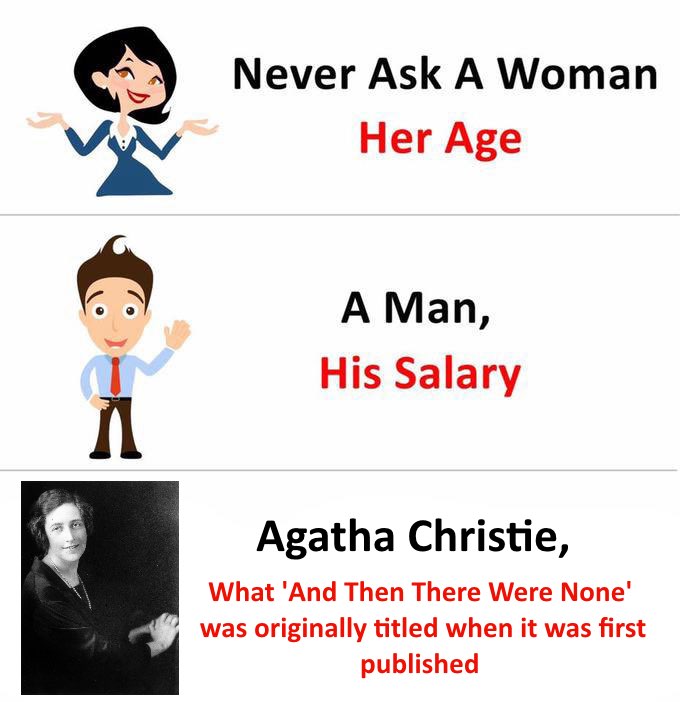 Never Ask A Woman
Her Age
A Man,
His Salary
Agatha Christie,
What 'And Then There Were None'
was originally titled when it was first
published